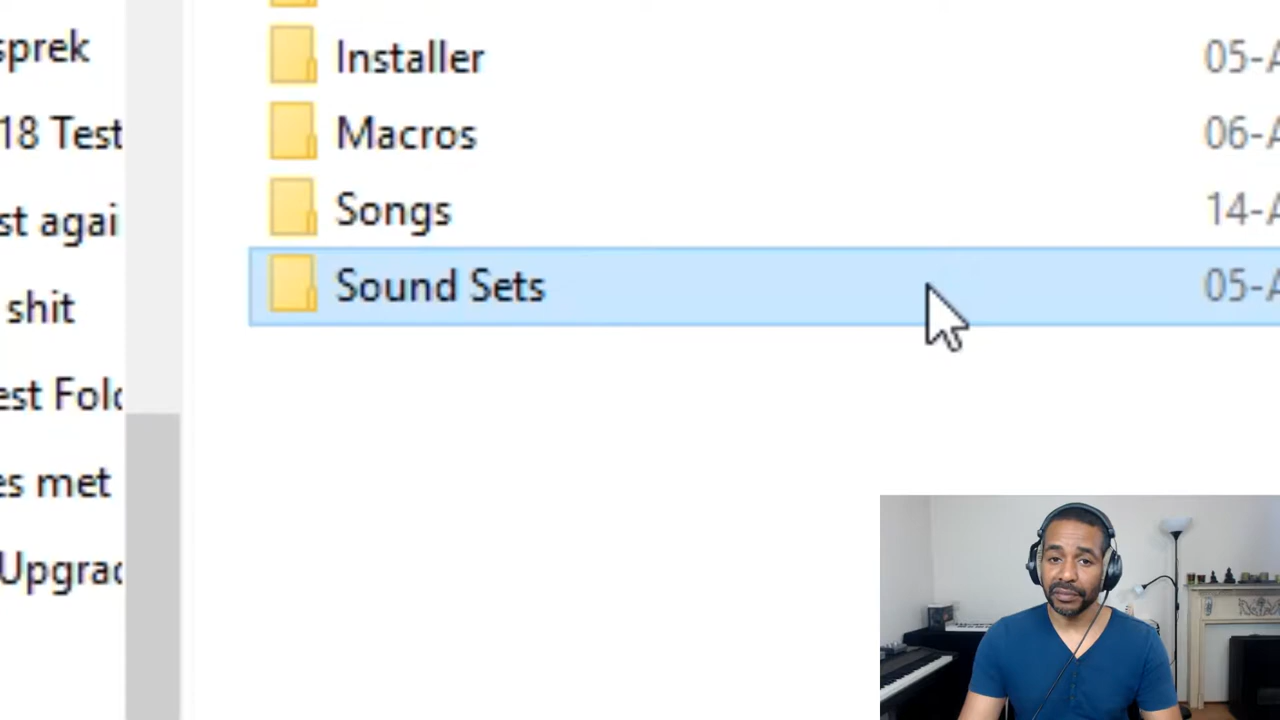 sprek
18 Test
st agai
shit
est Fold
es met
Upgrad
Installer 05-A
Macros 06-A
Songs 14-A
Sound Sets 05-A